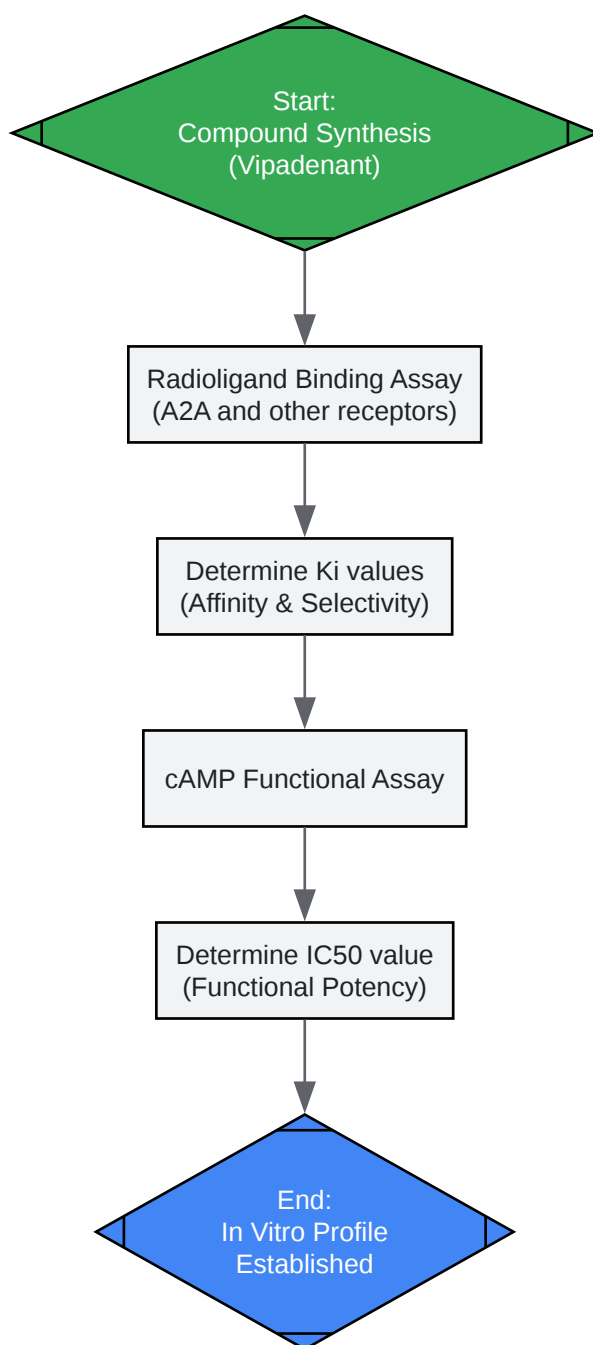 Start:
Compound Synthesis
(Vipadenant)
Radioligand Binding Assay
(A2A and other receptors)
Determine Ki values
(Affinity & Selectivity)
cAMP Functional Assay
Determine IC50 value
(Functional Potency)
End:
In Vitro Profile
Established